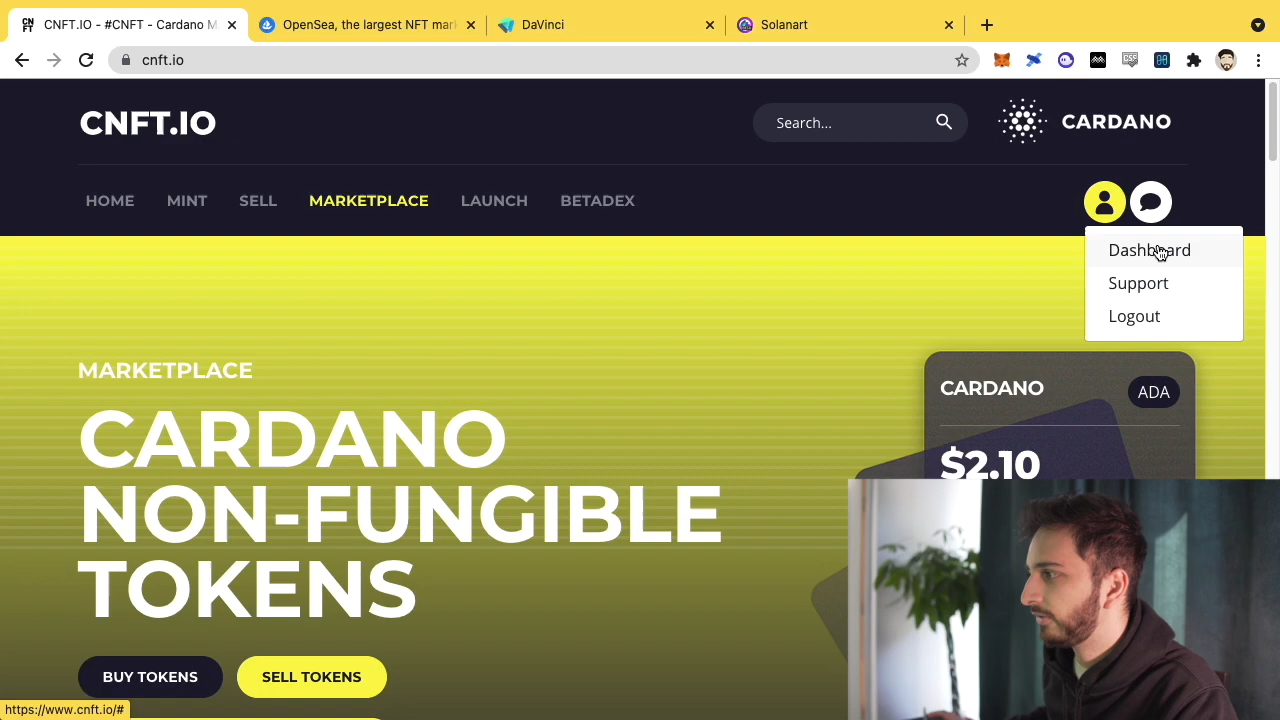 CNFT.IO - #CNFT - Cardano M
OpenSea, the largest NFT mar
DaVinci
Solanart
cnft.io
CNFT.IO
Search...
CARDANO
HOME
MINT
SELL
MARKETPLACE
LAUNCH
BETADEX
Dashboard
Support
Logout
MARKETPLACE
CARDANO
NON-FUNGIBLE
TOKENS
CARDANO
ADA
$2.10
BUY TOKENS
SELL TOKENS
https://www.cnft.io/#